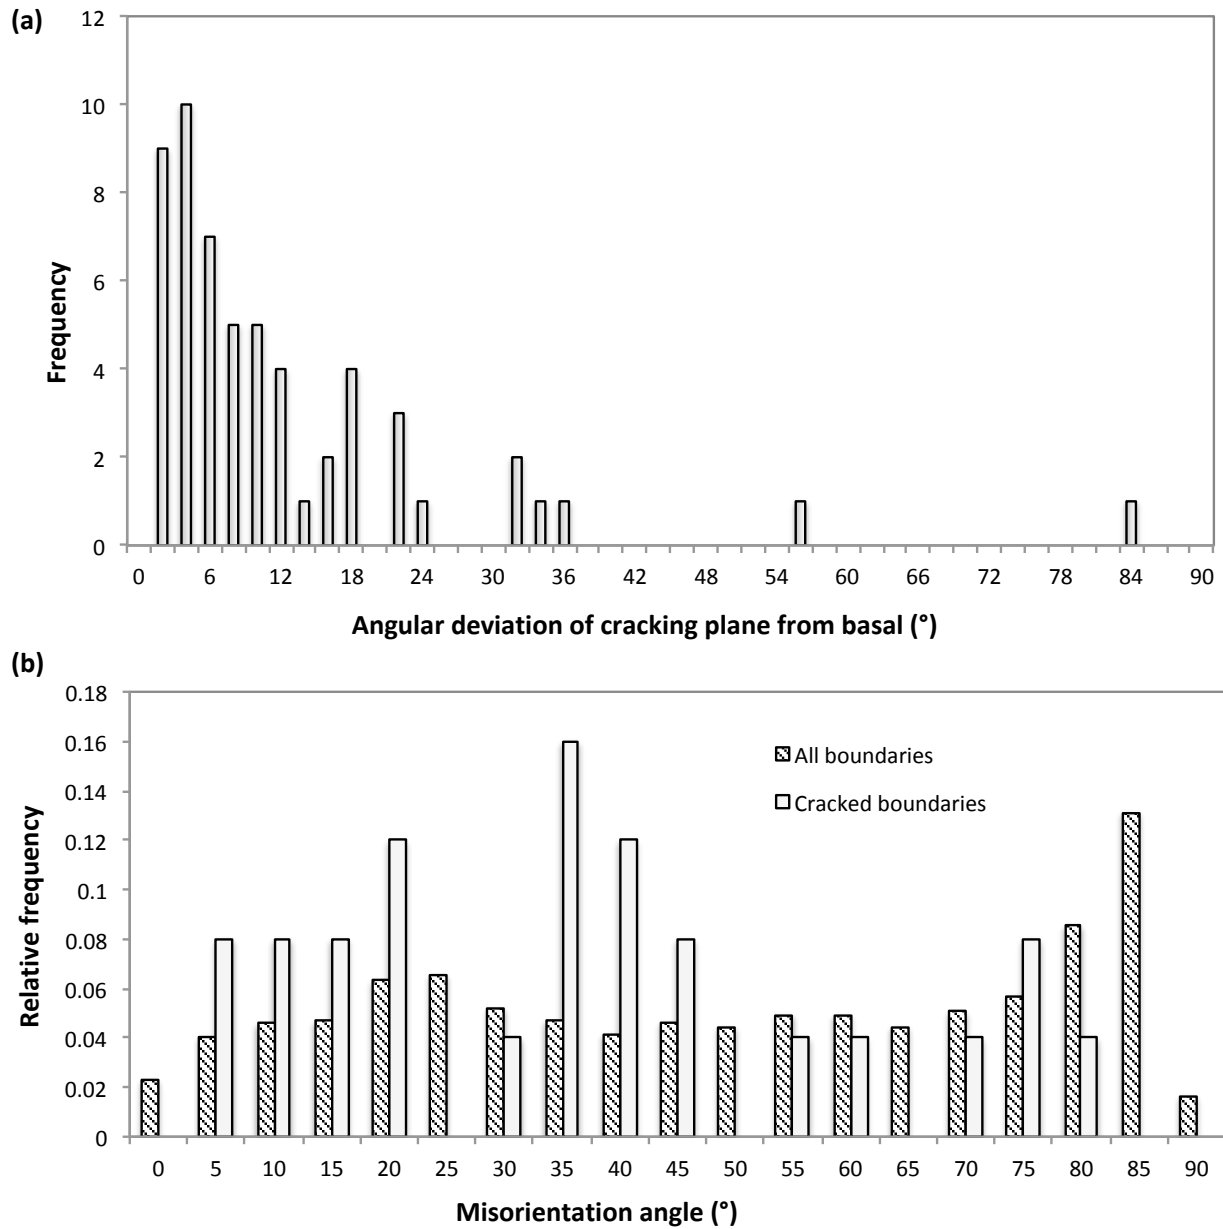 (a)
12
10
8
6
4
2
0
Frequency
0 6 12 18 24 30 36 42 48 54 60 66 72 78 84 90
Angular deviation of cracking plane from basal (°)
(b)
0.18
0.16
0.14
0.12
0.1
0.08
0.06
0.04
0.02
0
Relative frequency
All boundaries
Cracked boundaries
0 5 10 15 20 25 30 35 40 45 50 55 60 65 70 75 80 85 90
Misorientation angle (°)